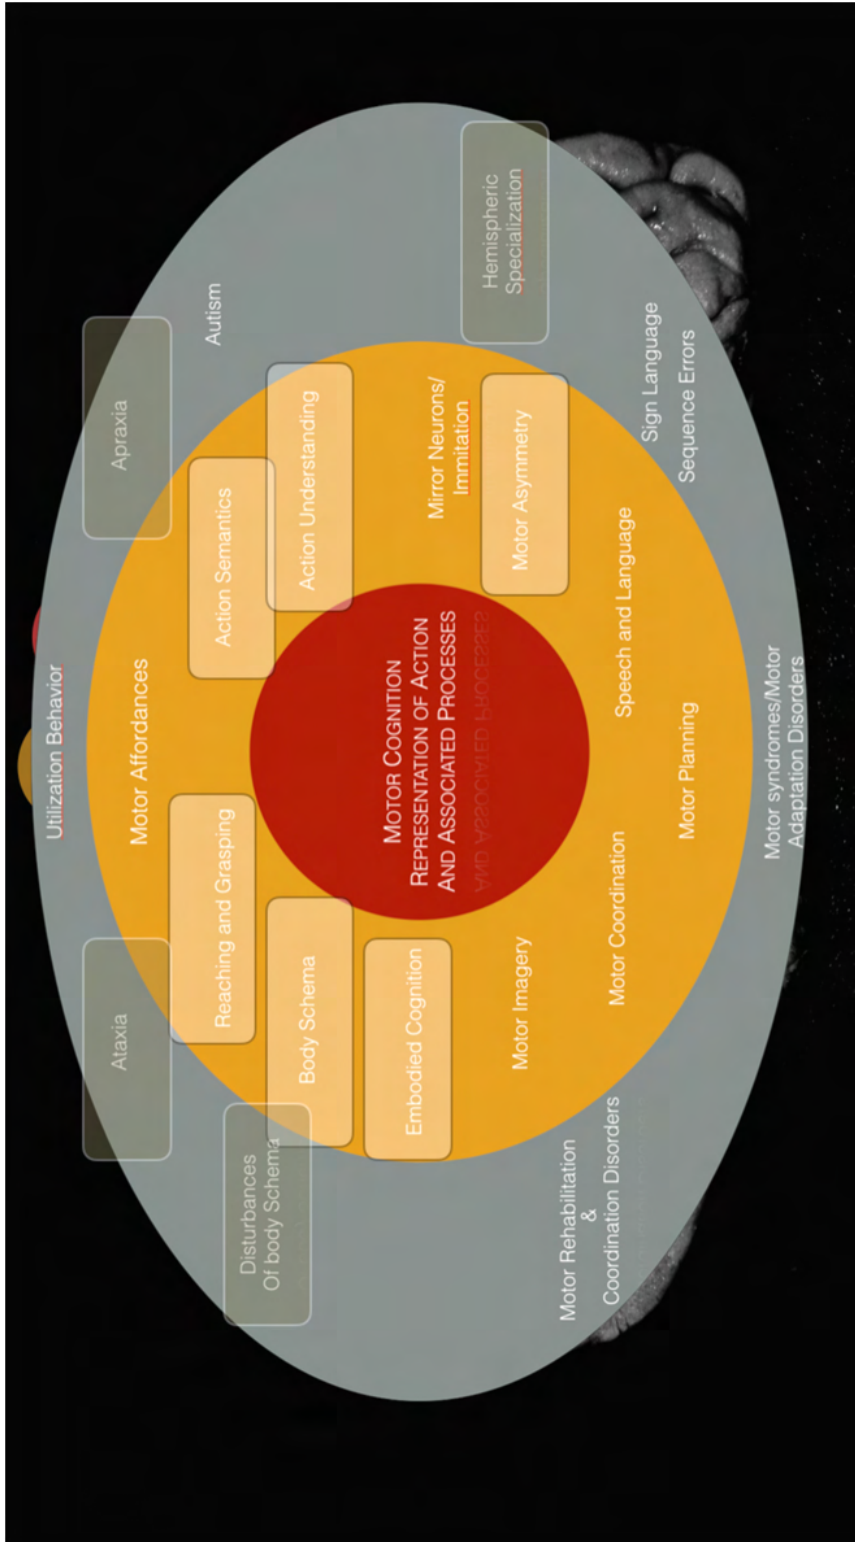 Utilization Behavior
Ataxia
Apraxia
Motor Affordances
Reaching and Grasping
Action Semantics
Autism
Disturbances
Of body Schema
Body Schema
Action Understanding
Embodied Cognition
MOTOR COGNITION
REPRESENTATION OF ACTION
AND ASSOCIATED PROCESSES
Mirror Neurons/
Immitation
Hemispheric
Specialization
Motor Imagery
Motor Asymmetry
Motor Rehabilitation
&
Coordination Disorders
Motor Coordination
Speech and Language
Sign Language
Sequence Errors
Motor Planning
Motor syndromes/Motor
Adaptation Disorders